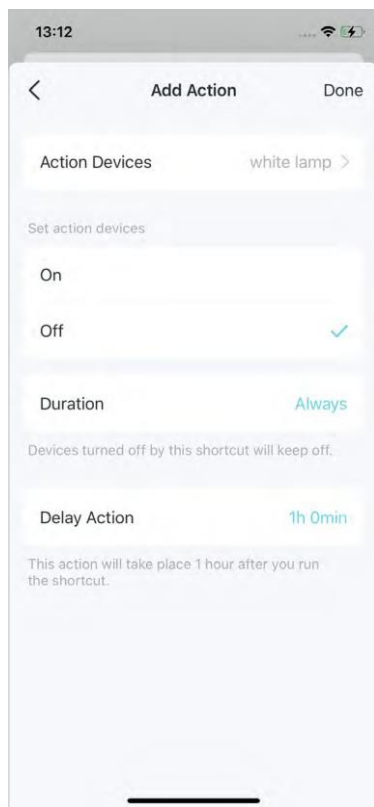 13:12
Add Action Done
Action Devices white lamp
Set action devices
On
Off
Duration Always
Devices turned off by this shortcut will keep off.
Delay Action 1h 0min
This action will take place 1 hour after you run
the shortcut.